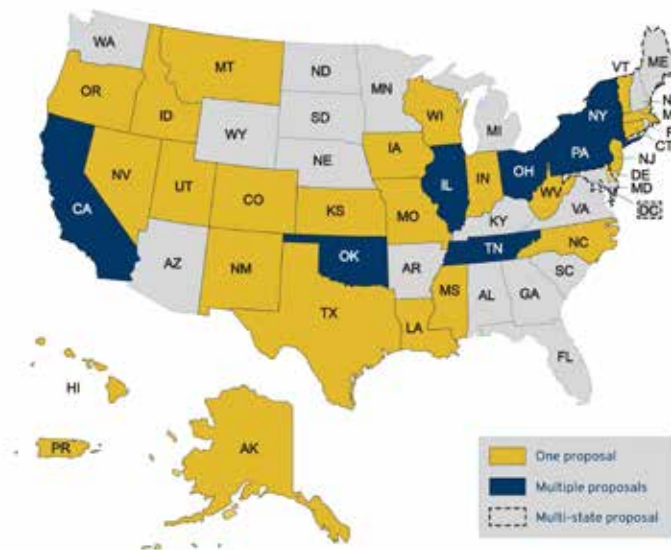 WA
MT
ND
MN
VT
ME
OR
ID
SD
WI
MI
NY
WY
IA
PA
NE
NJ
CT
NV
UT
CO
IL
IN
OH
DE
MD
CA
KS
MO
WV
VA
DC
KY
AZ
NM
OK
AR
TN
NC
SC
TX
MS
AL
GA
LA
FL
HI
PR
AK
One proposal
Multiple proposals
Multi-state proposal